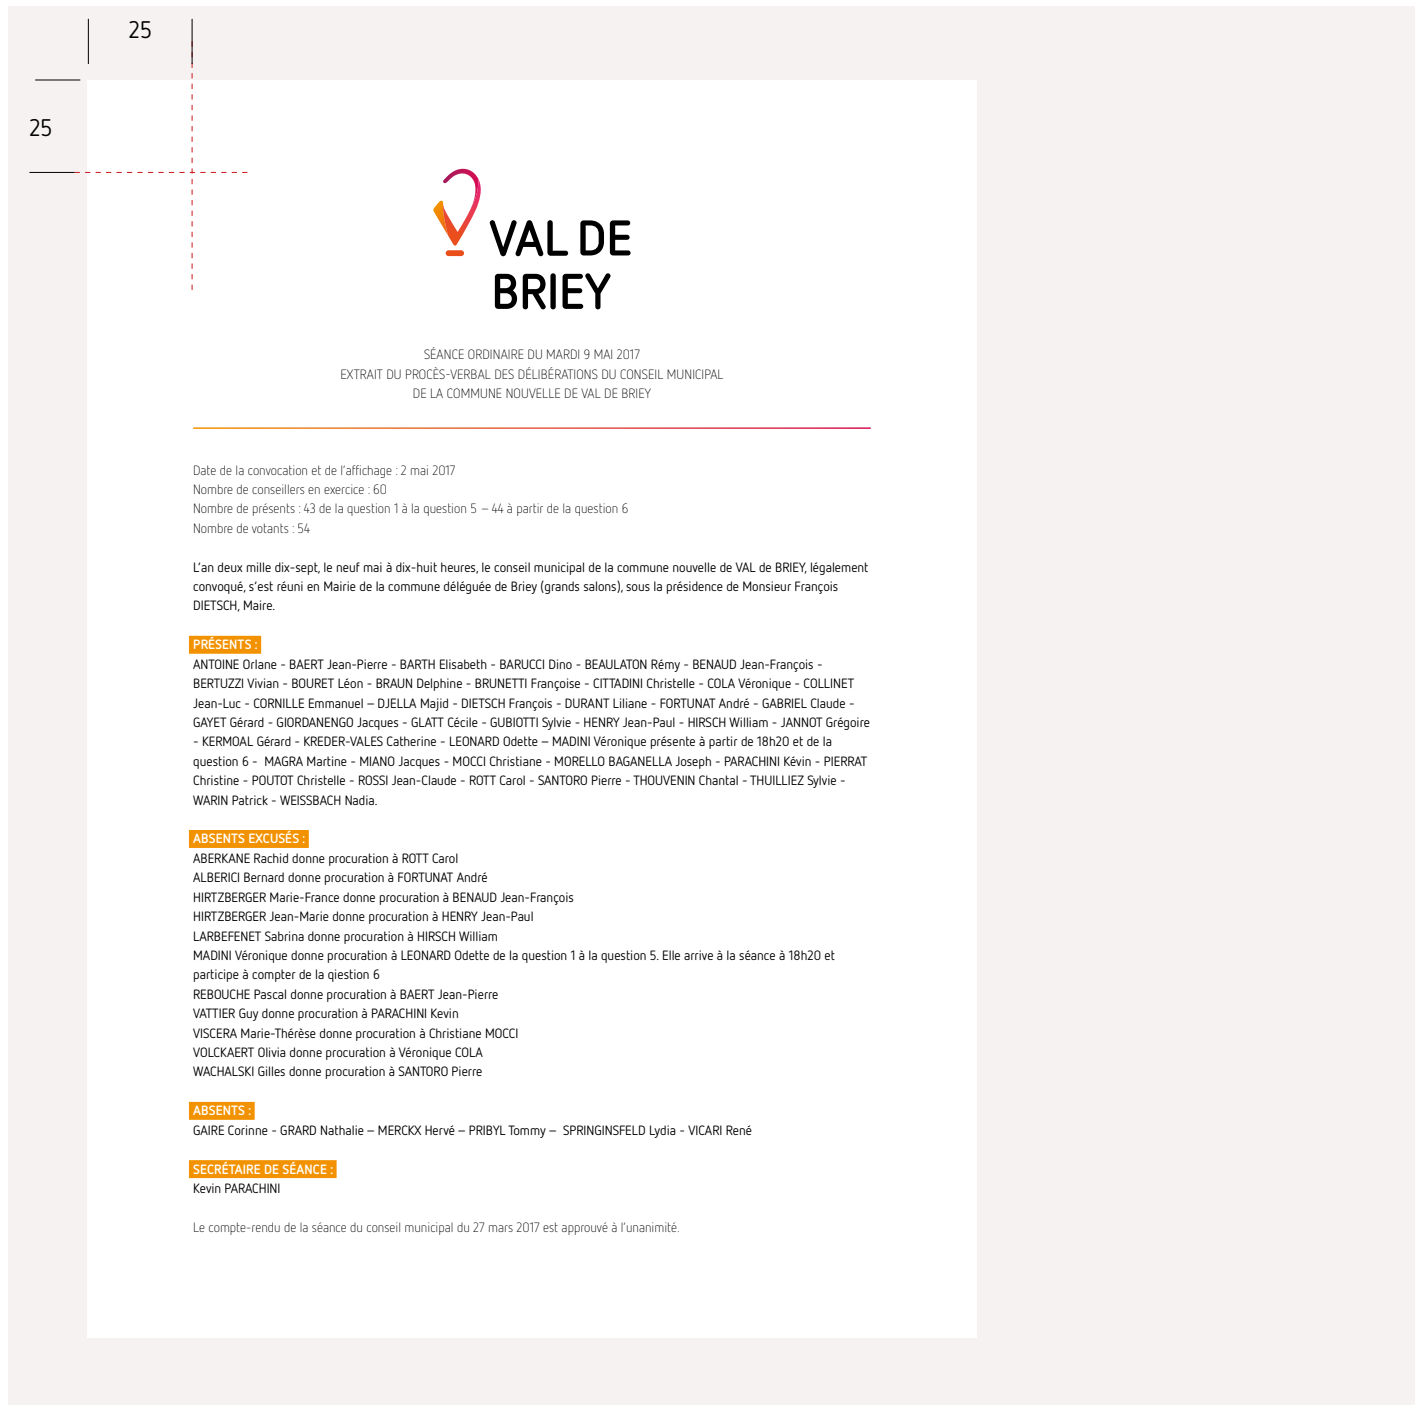 25
25
VAL DE
BRIEY
SÉANCE ORDINAIRE DU MARDI 9 MAI 2017
EXTRAIT DU PROCÈS-VERBAL DES DÉLIBÉRATIONS DU CONSEIL MUNICIPAL
DE LA COMMUNE NOUVELLE DE VAL DE BRIEY
Date de la convocation et de l'affichage : 2 mai 2017
Nombre de conseillers en exercice : 60
Nombre de présents : 43 de la question 1 à la question 5 – 44 à partir de la question 6
Nombre de votants : 54
L'an deux mille dix-sept, le neuf mai à dix-huit heures, le conseil municipal de la commune nouvelle de VAL de BRIEY, légalement
convoqué, s'est réuni en Mairie de la commune déléguée de Briey (grands salons), sous la présidence de Monsieur François
DIETSCH, Maire.
PRÉSENTS :
ANTOINE Orlane - BAERT Jean-Pierre - BARTH Elisabeth - BARUCCI Dino - BEAULATON Rémy - BENAUD Jean-François -
BERTUZZI Vivian - BOURET Léon - BRAUN Delphine - BRUNETTI Françoise - CITTADINI Christelle - COLA Véronique - COLLINET
Jean-Luc - CORNILLE Emmanuel – DJELLA Majid - DIETSCH François - DURANT Liliane - FORTUNAT André - GABRIEL Claude -
GAYET Gérard - GIORDANENGO Jacques - GLATT Cécile - GUBIOTTI Sylvie - HENRY Jean-Paul - HIRSCH William - JANNOT Grégoire
- KERMOAL Gérard - KREDER-VALES Catherine - LEONARD Odette – MADINI Véronique présente à partir de 18h20 et de la
question 6 - MAGRA Martine - MIANO Jacques - MOCCI Christiane - MORELLO BAGANELLA Joseph - PARACHINI Kévin - PIERRAT
Christine - POUTOT Christelle - ROSSI Jean-Claude - ROTT Carol - SANTORO Pierre - THOUVENIN Chantal - THUILLIEZ Sylvie -
WARIN Patrick - WEISSBACH Nadia.
ABSENTS EXCUSÉS :
ABERKANE Rachid donne procuration à ROTT Carol
ALBERICI Bernard donne procuration à FORTUNAT André
HIRTZBERGER Marie-France donne procuration à BENAUD Jean-François
HIRTZBERGER Jean-Marie donne procuration à HENRY Jean-Paul
LARBEFENET Sabrina donne procuration à HIRSCH William
MADINI Véronique donne procuration à LEONARD Odette de la question 1 à la question 5. Elle arrive à la séance à 18h20 et
participe à compter de la qiestion 6
REBOUCHE Pascal donne procuration à BAERT Jean-Pierre
VATTIER Guy donne procuration à PARACHINI Kevin
VISCERA Marie-Thérèse donne procuration à Christiane MOCCI
VOLCKAERT Olivia donne procuration à Véronique COLA
WACHALSKI Gilles donne procuration à SANTORO Pierre
ABSENTS :
GAIRE Corinne - GRARD Nathalie – MERCKX Hervé – PRIBYL Tommy – SPRINGINSFELD Lydia - VICARI René
SECRÉTAIRE DE SÉANCE :
Kevin PARACHINI
Le compte-rendu de la séance du conseil municipal du 27 mars 2017 est approuvé à l'unanimité.